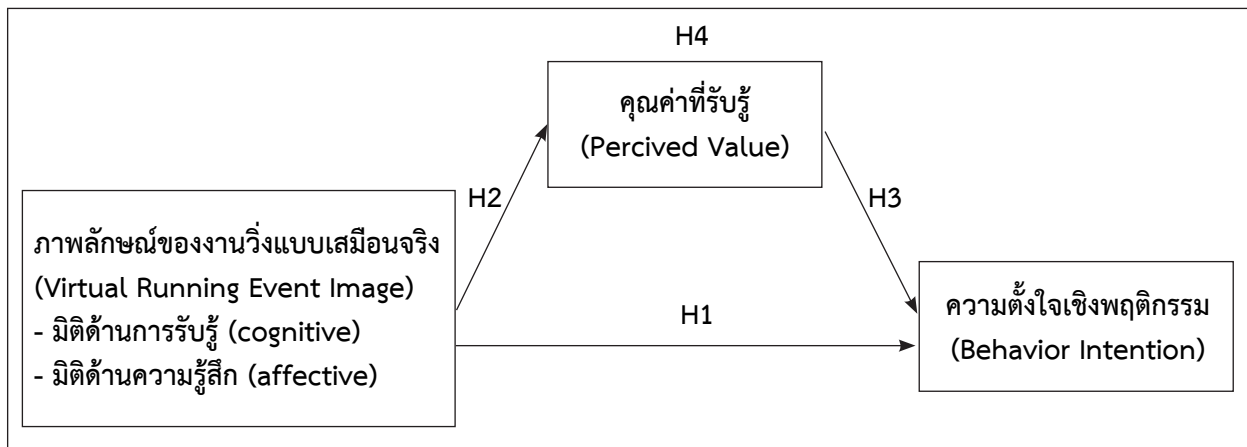 H4
คุณค่าที่รับรู้
(Percived Value)
H2
H3
ภาพลักษณ์ของงานวิ่งแบบเสมือนจริง
(Virtual Running Event Image)
- มิติด้านการรับรู้ (cognitive)
- มิติด้านความรู้สึก (affective)
H1
ความตั้งใจเชิงพฤติกรรม
(Behavior Intention)